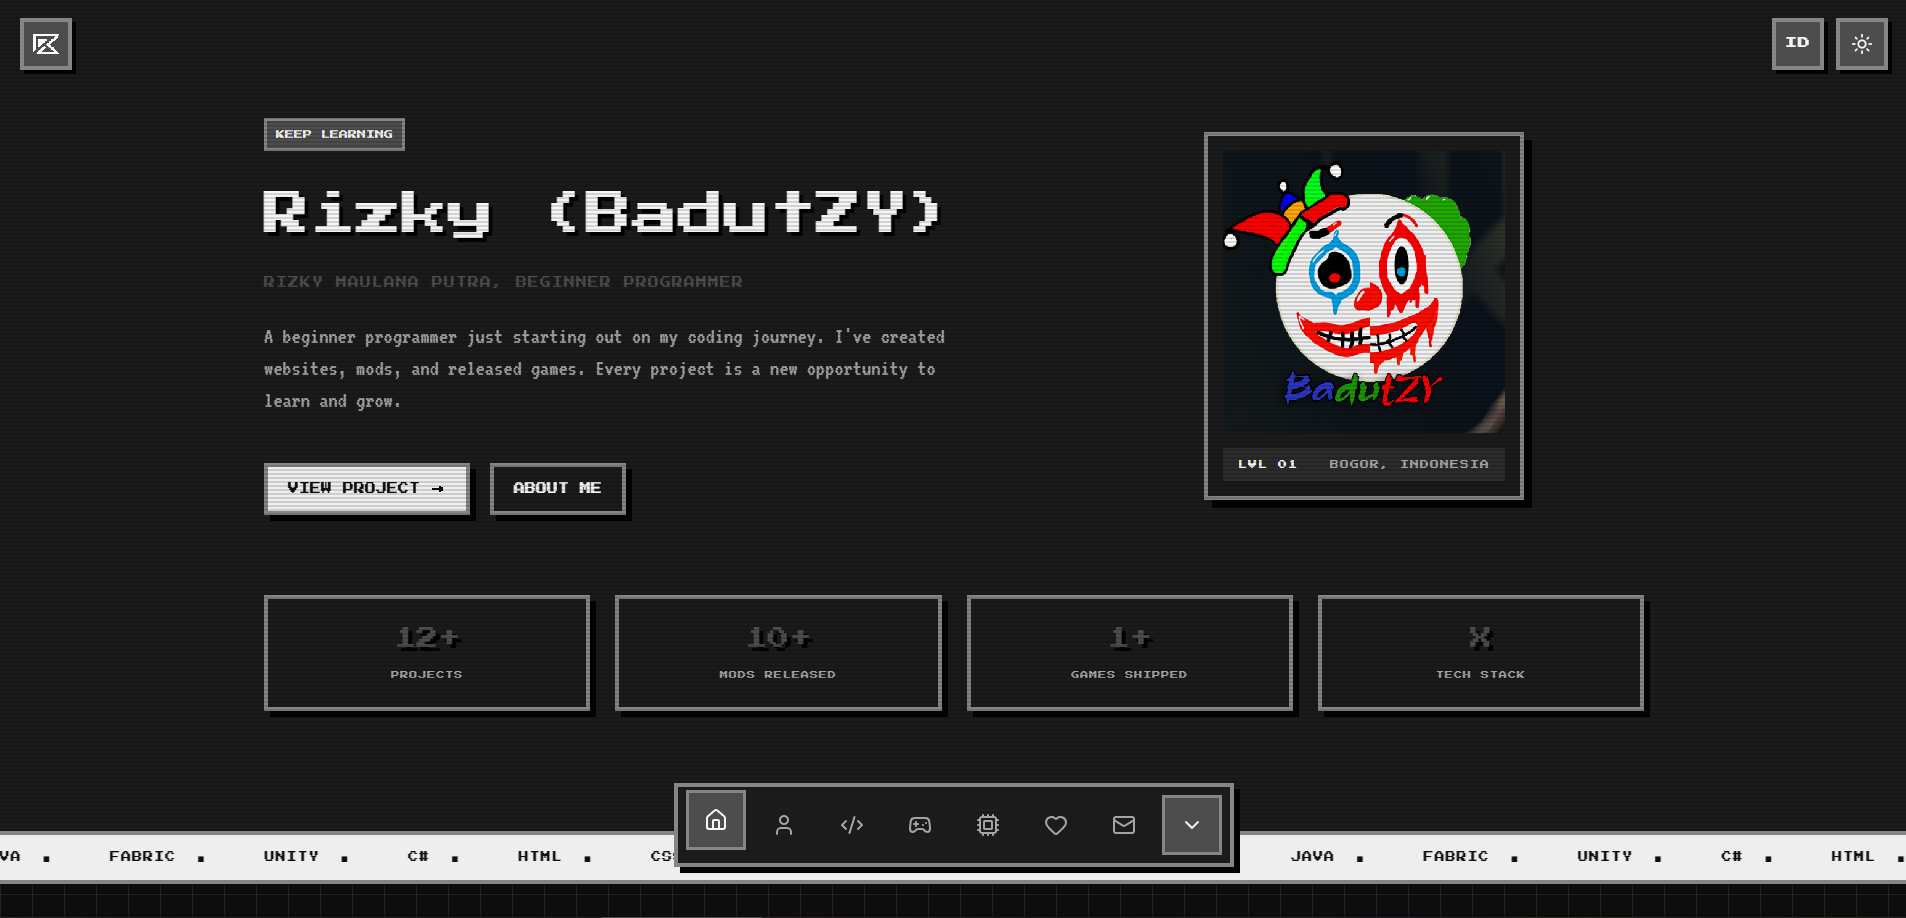 ID
KEEP LEARNING
Rizky (BadutZY)
RIZKY MAULANA PUTRA, BEGINNER PROGRAMMER
A beginner programmer just starting out on my coding journey. I've created
websites, mods, and released games. Every project is a new opportunity to
learn and grow.
VIEW PROJECT →
ABOUT ME
BadutZY
LVL 01 BOGOR, INDONESIA
12+
PROJECTS
10+
MODS RELEASED
1+
GAMES SHIPPED
X
TECH STACK
VA ▪ FABRIC ▪ UNITY ▪ C# ▪ HTML ▪ CS JAVA ▪ FABRIC ▪ UNITY ▪ C# ▪ HTML ▪